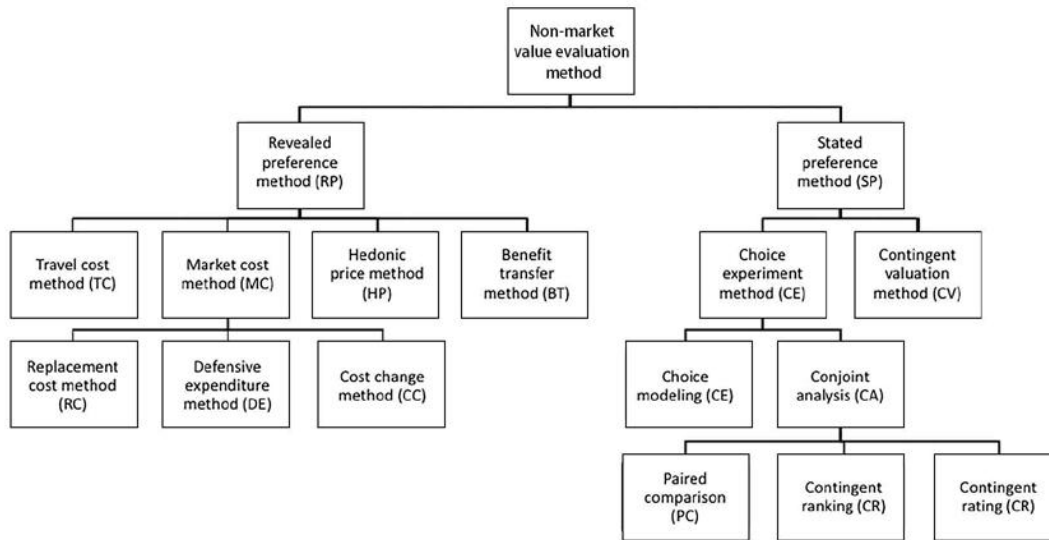 Non-market
value evaluation
method
Revealed
preference
method (RP)
Stated
preference
method (SP)
Travel cost
method (TC)
Market cost
method (MC)
Hedonic
price method
(HP)
Benefit
transfer
method (BT)
Choice
experiment
method (CE)
Contingent
valuation
method (CV)
Replacement
cost method
(RC)
Defensive
expenditure
method (DE)
Cost change
method (CC)
Choice
modeling (CE)
Conjoint
analysis (CA)
Paired
comparison
(PC)
Contingent
ranking (CR)
Contingent
rating (CR)